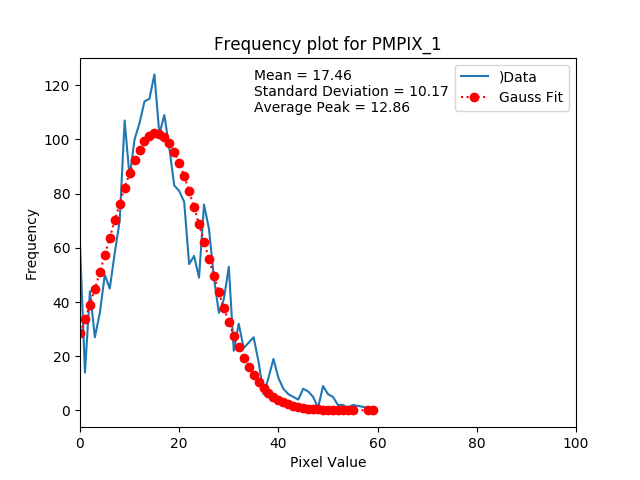 Frequency plot for PMPIX_1
Mean = 17.46
Standard Deviation = 10.17
Average Peak = 12.86
)Data
Gauss Fit
Frequency
120
100
80
60
40
20
0
0 20 40 60 80 100
Pixel Value